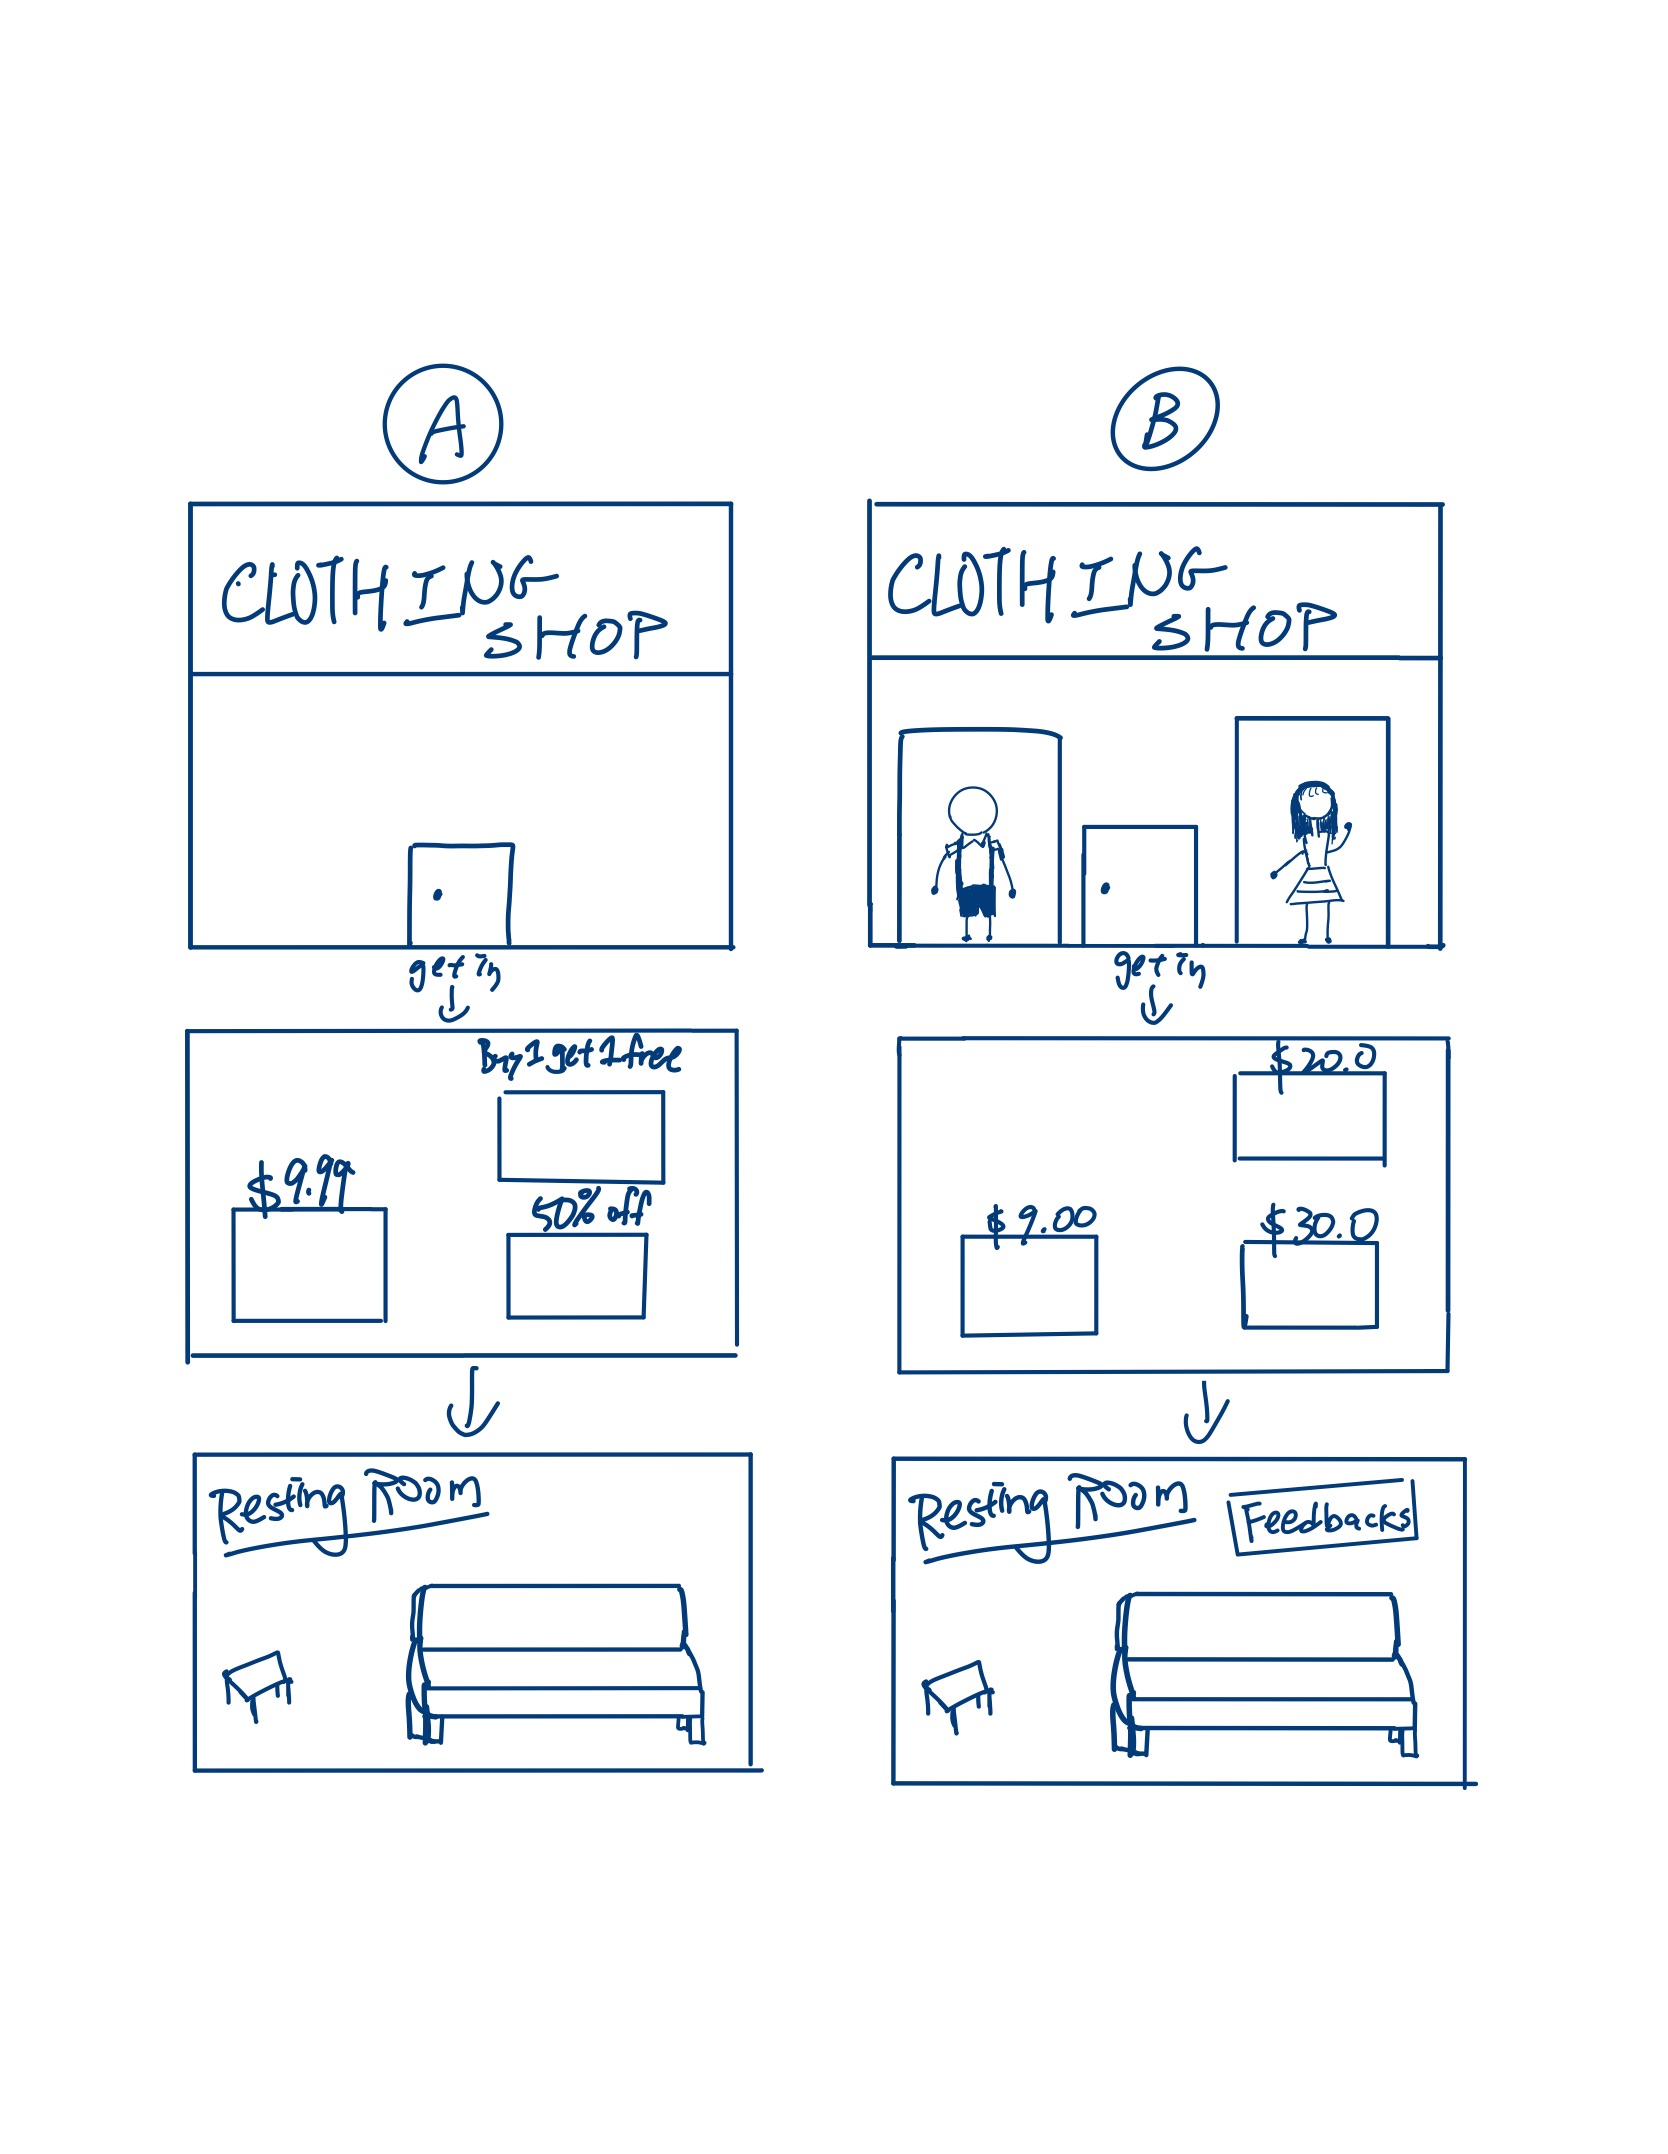 A
CLOTHING
SHOP
get in
Buy 1 get 1 free
$9.99
50% off
Resting Room
B
CLOTHING
SHOP
get in
$20.0
$9.00
$30.0
Resting Room
Feedbacks